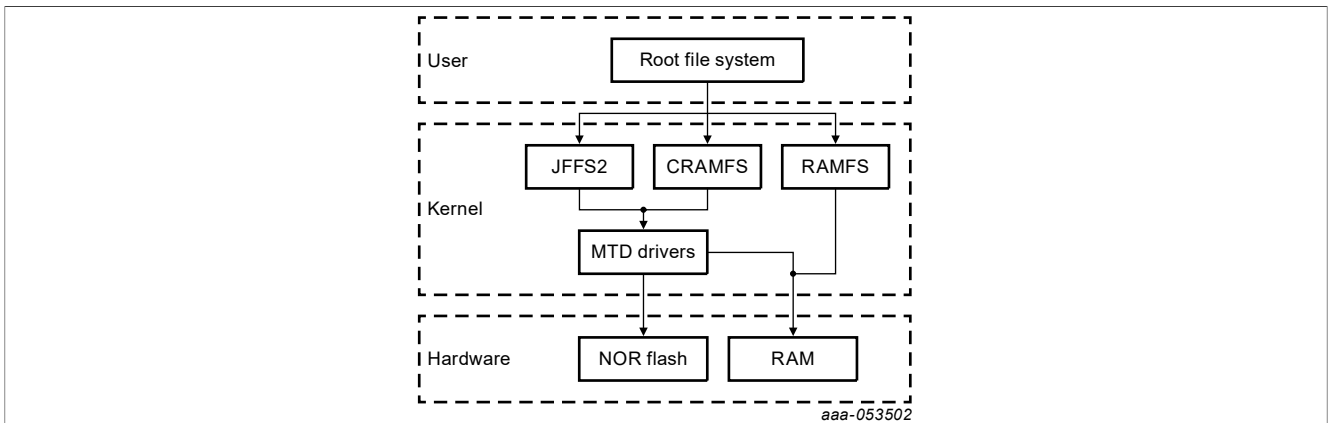 User
Root file system
JFFS2
CRAMFS
RAMFS
Kernel
MTD drivers
Hardware
NOR flash
RAM
aaa-053502